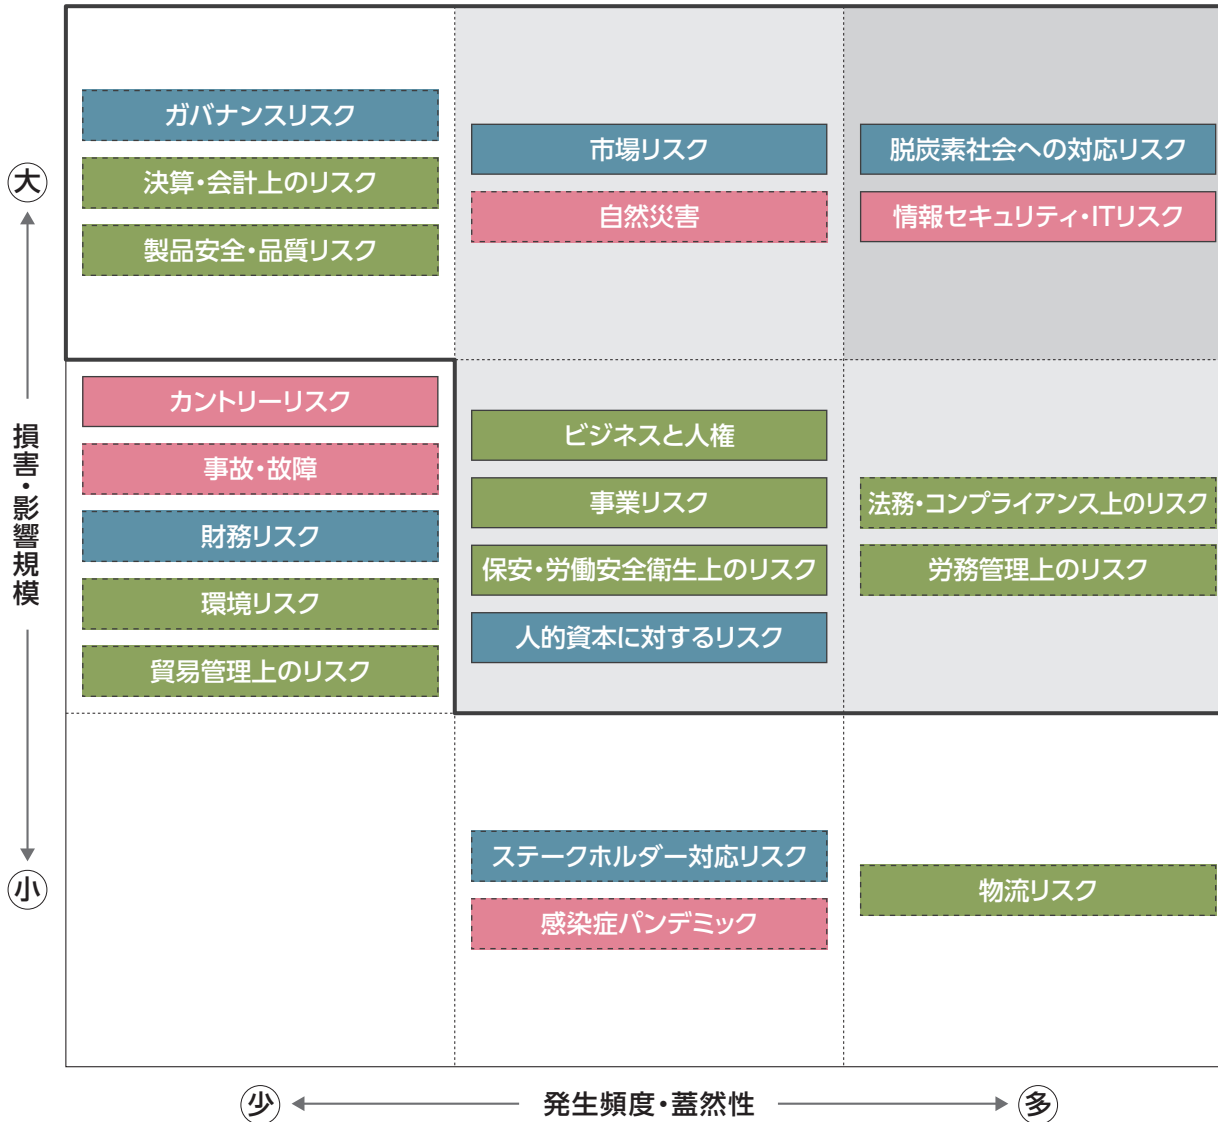 大
損害・影響規模
小
ガバナンスリスク
決算・会計上のリスク
製品安全・品質リスク
市場リスク
自然災害
脱炭素社会への対応リスク
情報セキュリティ・ITリスク
カントリーリスク
事故・故障
財務リスク
環境リスク
貿易管理上のリスク
ビジネスと人権
事業リスク
保安・労働安全衛生上のリスク
人的資本に対するリスク
法務・コンプライアンス上のリスク
労務管理上のリスク
ステークホルダー対応リスク
感染症パンデミック
物流リスク
少
発生頻度・蓋然性
多